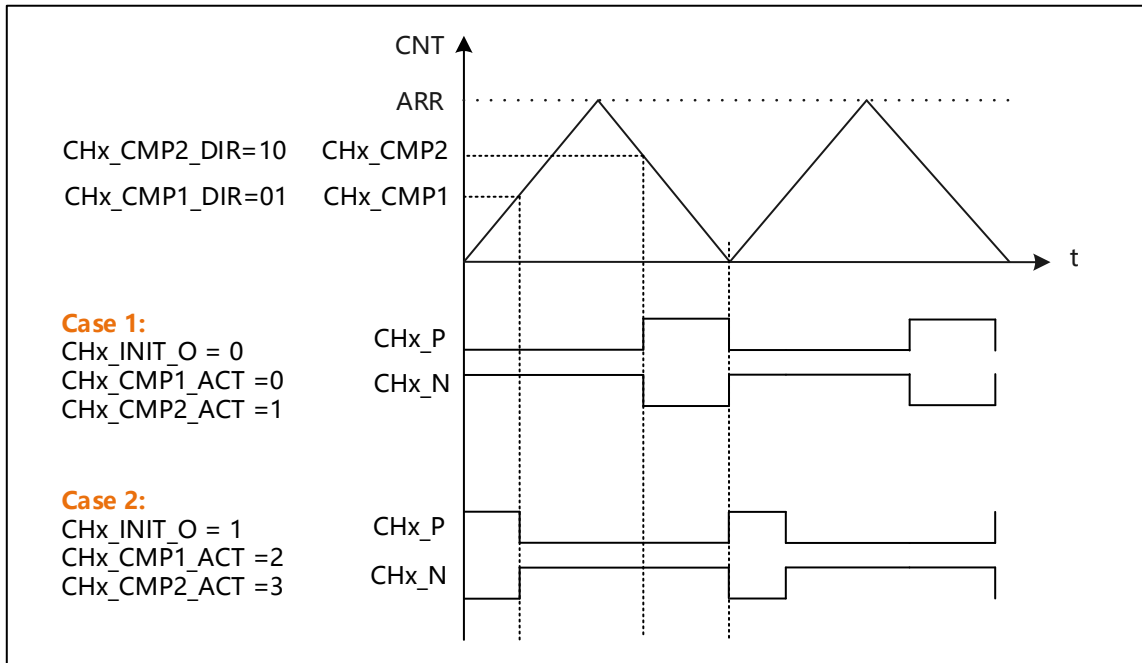 CNT
ARR
CHx_CMP2_DIR=10 CHx_CMP2
CHx_CMP1_DIR=01 CHx_CMP1
t
Case 1:
CHx_INIT_O = 0
CHx_CMP1_ACT =0
CHx_CMP2_ACT =1
CHx_P
CHx_N
Case 2:
CHx_INIT_O = 1
CHx_CMP1_ACT =2
CHx_CMP2_ACT =3
CHx_P
CHx_N